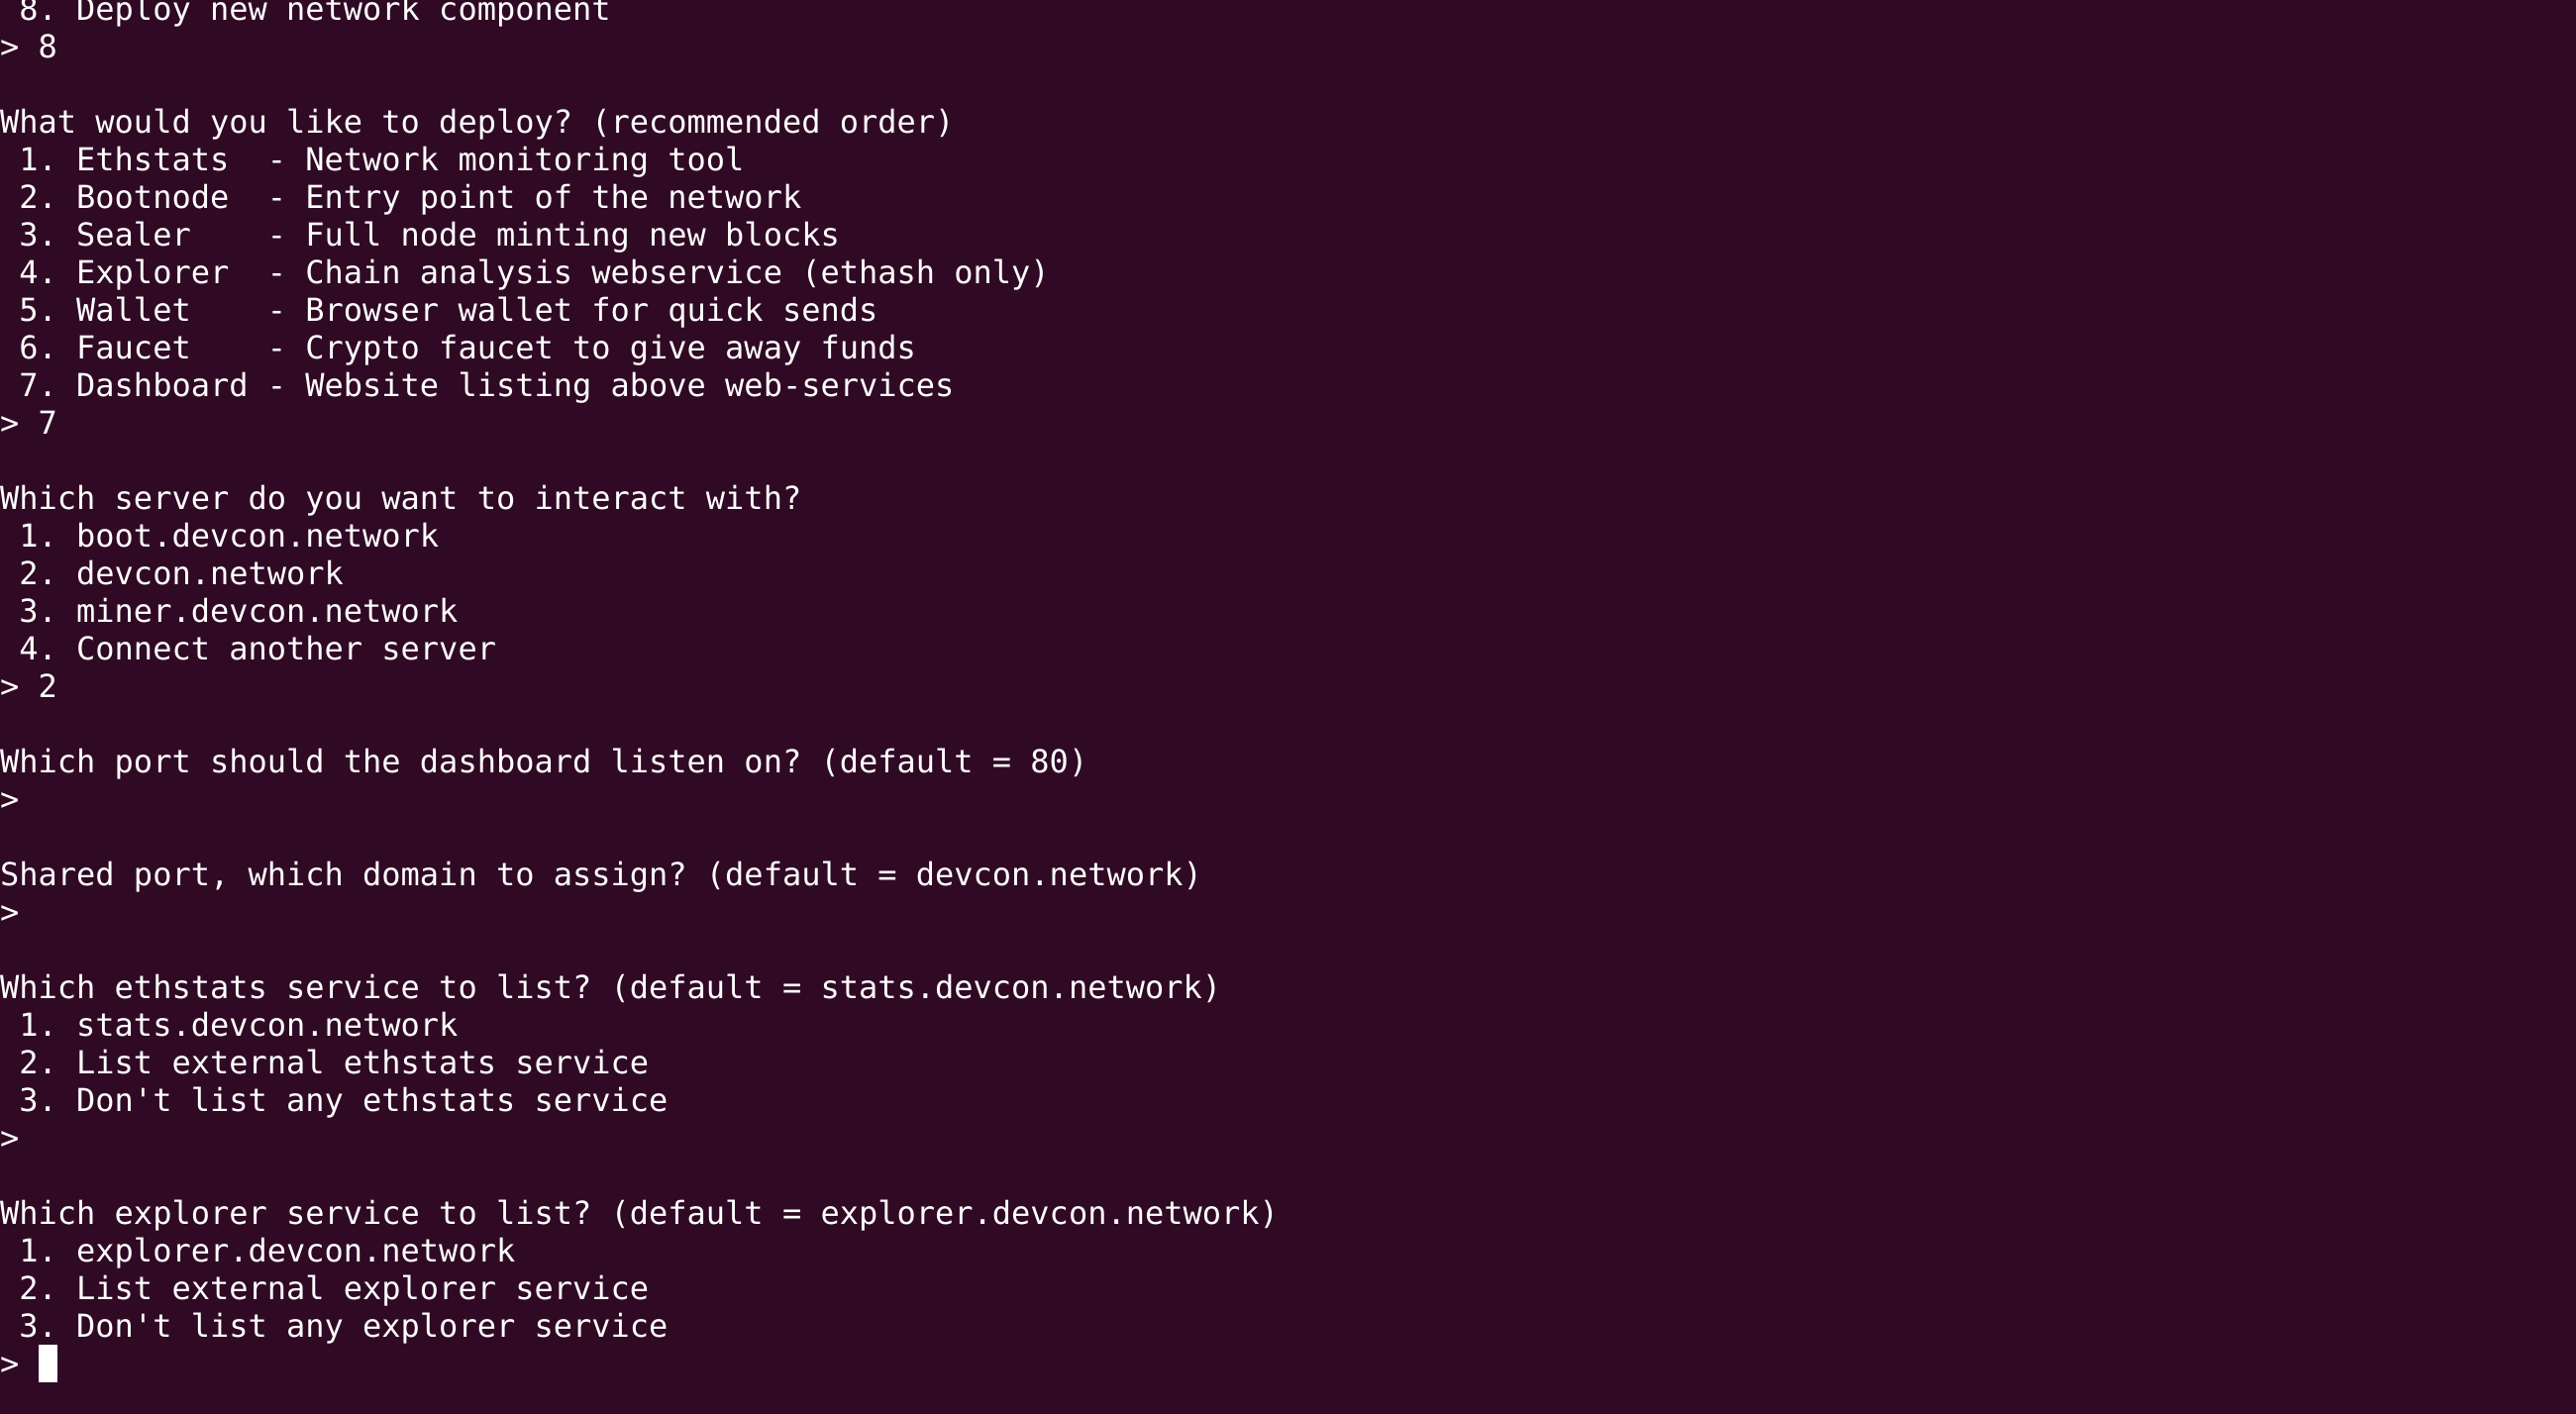 8. Deploy new network component
> 8

What would you like to deploy? (recommended order)
 1. Ethstats  - Network monitoring tool
 2. Bootnode  - Entry point of the network
 3. Sealer    - Full node minting new blocks
 4. Explorer  - Chain analysis webservice (ethash only)
 5. Wallet    - Browser wallet for quick sends
 6. Faucet    - Crypto faucet to give away funds
 7. Dashboard - Website listing above web-services
> 7

Which server do you want to interact with?
 1. boot.devcon.network
 2. devcon.network
 3. miner.devcon.network
 4. Connect another server
> 2

Which port should the dashboard listen on? (default = 80)
>

Shared port, which domain to assign? (default = devcon.network)
>

Which ethstats service to list? (default = stats.devcon.network)
 1. stats.devcon.network
 2. List external ethstats service
 3. Don't list any ethstats service
>

Which explorer service to list? (default = explorer.devcon.network)
 1. explorer.devcon.network
 2. List external explorer service
 3. Don't list any explorer service
>